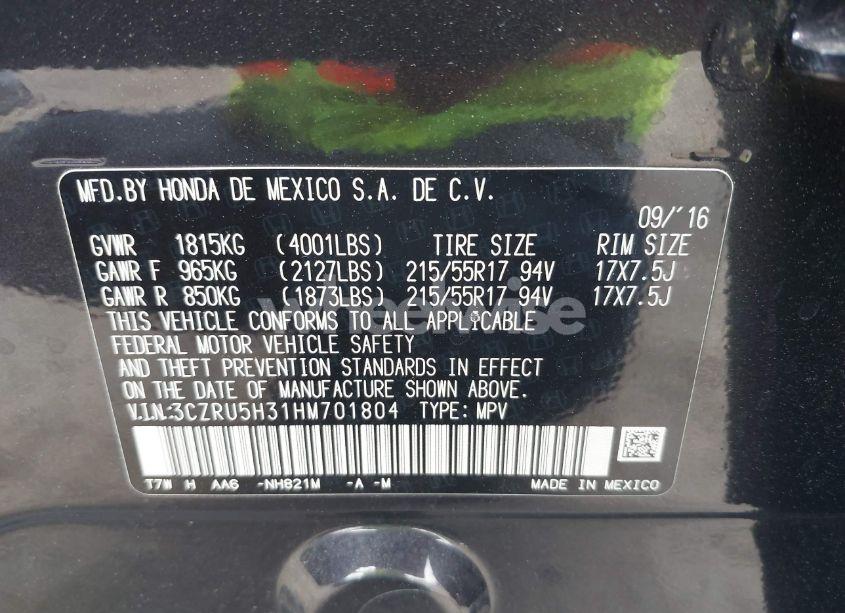 MFD.BY HONDA DE MEXICO S.A. DE C.V.
09/'16
GVWR 1815KG (4001LBS) TIRE SIZE RIM SIZE
GAWR F 965KG (2127LBS) 215/55R17 94V 17X7.5J
GAWR R 850KG (1873LBS) 215/55R17 94V 17X7.5J
THIS VEHICLE CONFORMS TO ALL APPLICABLE
FEDERAL MOTOR VEHICLE SAFETY
AND THEFT PREVENTION STANDARDS IN EFFECT
ON THE DATE OF MANUFACTURE SHOWN ABOVE.
V.I.N.:3CZRU5H31HM701804 TYPE: MPV
T7W H AA6 -NH821M -A -M MADE IN MEXICO